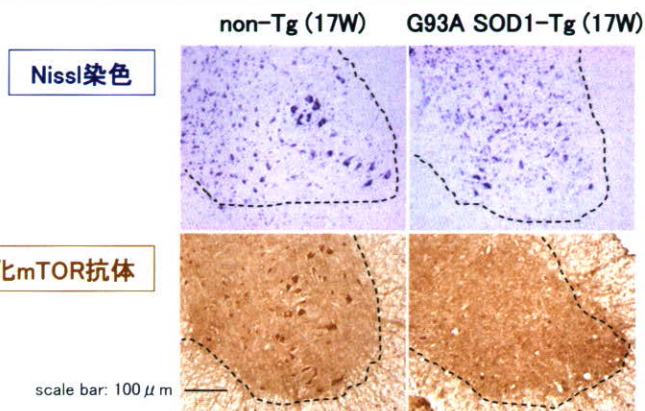 non-Tg (17W)
G93A SOD1-Tg (17W)
Nissl染色
化mTOR抗体
scale bar: 100 μm